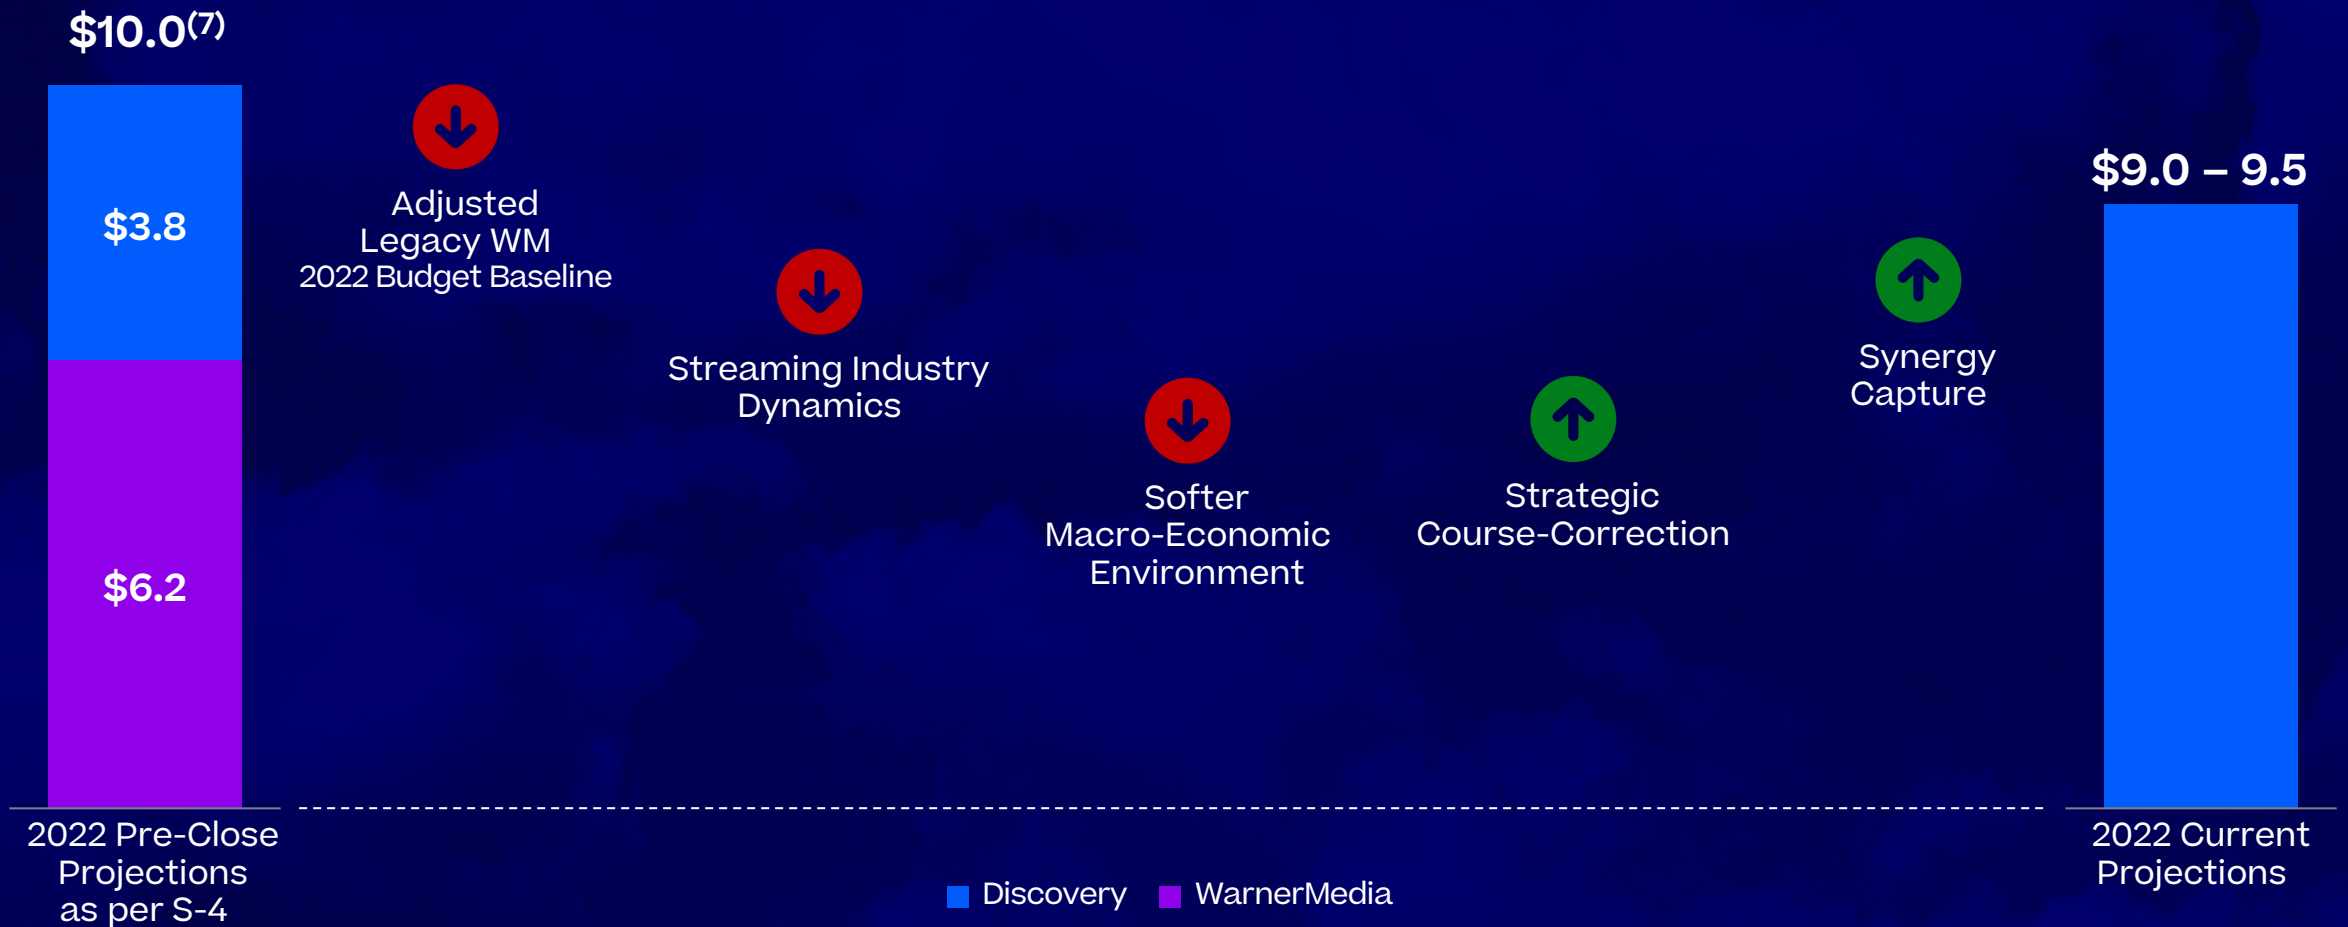 $10.0(7)
$3.8
$6.2
2022 Pre-Close
Projections
as per S-4
Adjusted
Legacy WM
2022 Budget Baseline
Streaming Industry
Dynamics
Softer
Macro-Economic
Environment
Strategic
Course-Correction
Synergy
Capture
$9.0 – 9.5
2022 Current
Projections
Discovery
WarnerMedia